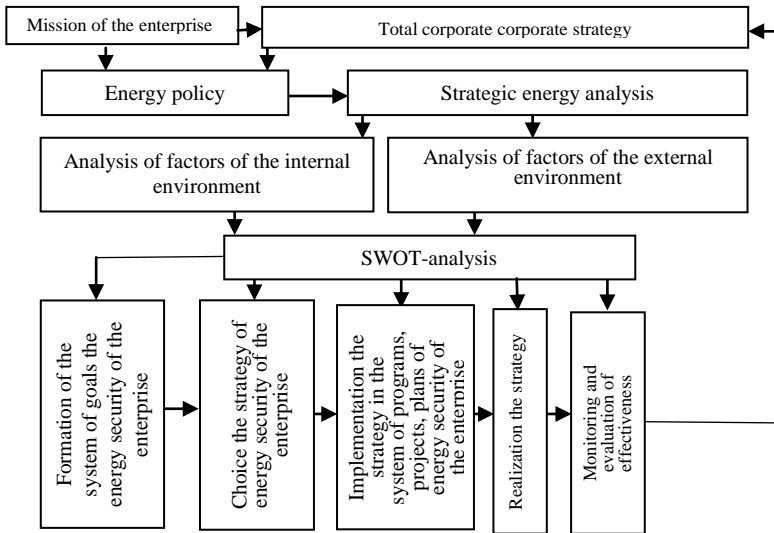 Mission of the enterprise
Total corporate corporate strategy
Energy policy
Strategic energy analysis
Analysis of factors of the internal
environment
Analysis of factors of the external
environment
SWOT-analysis
Formation of the
system of goals the
energy security of the
enterprise
Choice the strategy of
energy security of the
enterprise
Implementation the
strategy in the
system of programs,
projects, plans of
energy security of
the enterprise
Realization the strategy
Monitoring and
evaluation of
effectiveness